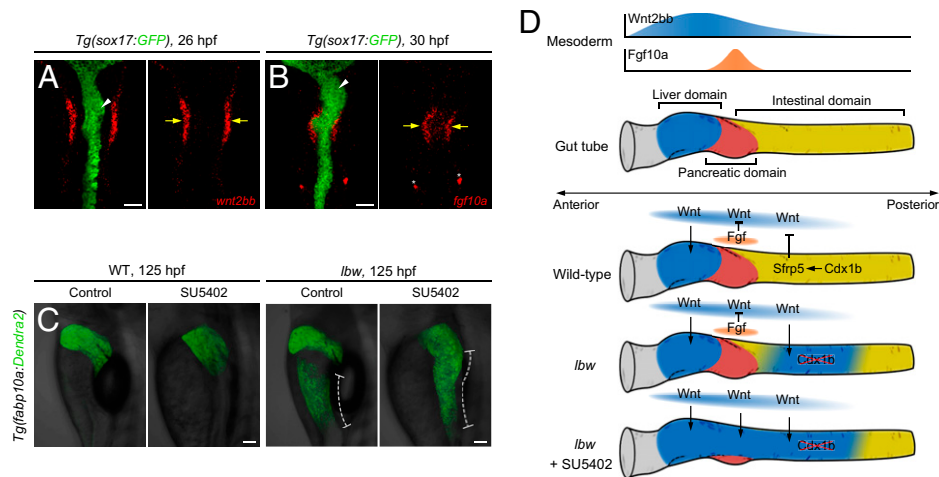 Tg(sox17:GFP), 26 hpf
Tg(sox17:GFP), 30 hpf
A
wnt2bb
B
fgf10a
*
*
WT, 125 hpf
lbw, 125 hpf
Control
SU5402
Control
SU5402
C
Tg(fabp10a:Dendra2)
D
Mesoderm
Wnt2bb
Fgf10a
Liver domain
Intestinal domain
Gut tube
Pancreatic domain
Anterior
Posterior
Wnt
Wnt
Wnt
Fgf
Wild-type
Sfrp5
Cdx1b
Wnt
Wnt
Wnt
Fgf
lbw
Cdx1b
Wnt
Wnt
Wnt
lbw
+ SU5402
Cdx1b